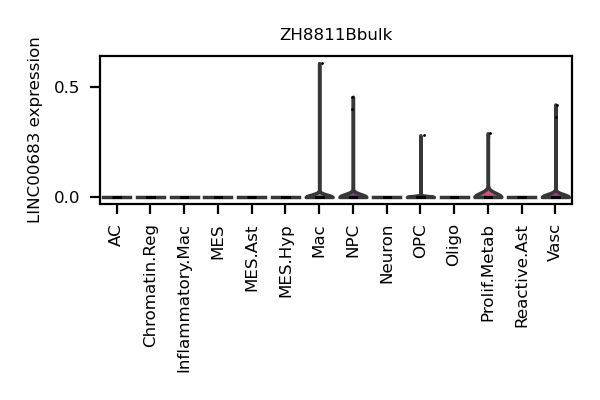 ZH8811Bbulk
LINC00683 expression
0.5
0.0
AC
Chromatin.Reg
Inflammatory.Mac
MES
MES.Ast
MES.Hyp
Mac
NPC
Neuron
OPC
Oligo
Prolif.Metab
Reactive.Ast
Vasc